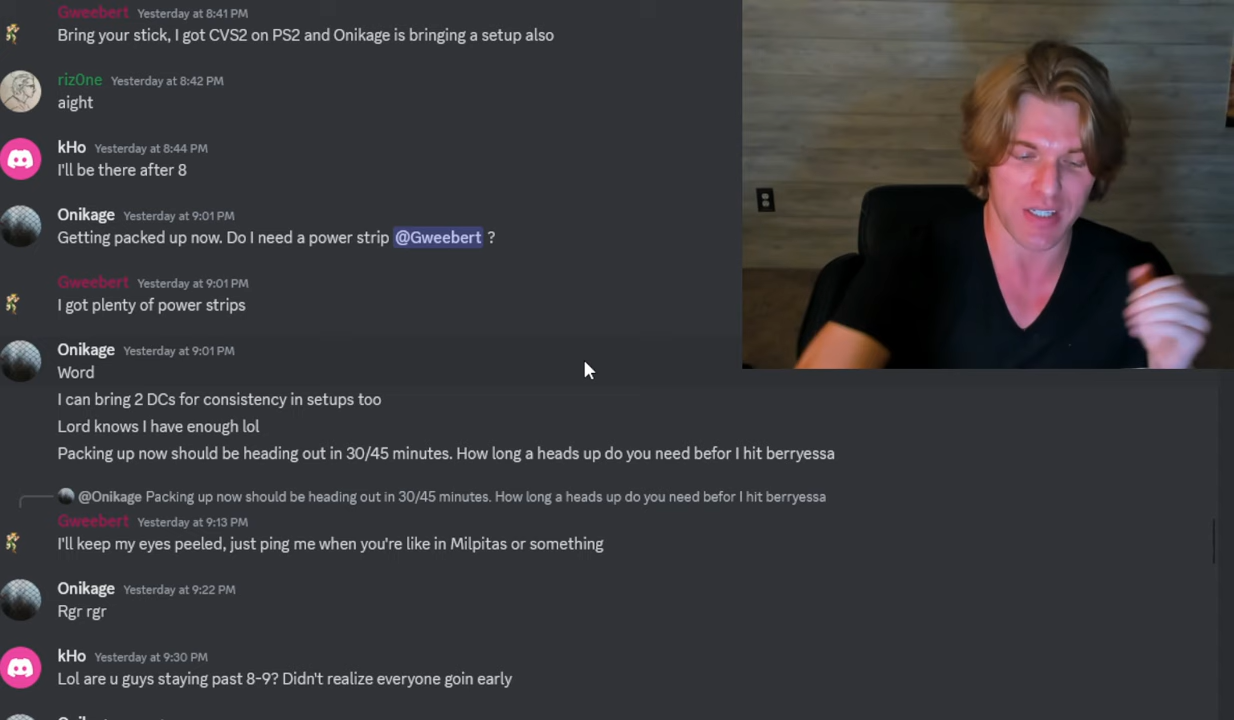 Gweebert Yesterday at 8:41 PM
Bring your stick, I got CVS2 on PS2 and Onikage is bringing a setup also
riz0ne Yesterday at 8:42 PM
aight
kHo Yesterday at 8:44 PM
I'll be there after 8
Onikage Yesterday at 9:01 PM
Getting packed up now. Do I need a power strip @Gweebert ?
Gweebert Yesterday at 9:01 PM
I got plenty of power strips
Onikage Yesterday at 9:01 PM
Word
I can bring 2 DCs for consistency in setups too
Lord knows I have enough lol
Packing up now should be heading out in 30/45 minutes. How long a heads up do you need befor I hit berryessa
@Onikage Packing up now should be heading out in 30/45 minutes. How long a heads up do you need befor I hit berryessa
Gweebert Yesterday at 9:13 PM
I'll keep my eyes peeled, just ping me when you're like in Milpitas or something
Onikage Yesterday at 9:22 PM
Rgr rgr
kHo Yesterday at 9:30 PM
Lol are u guys staying past 8-9? Didn't realize everyone goin early